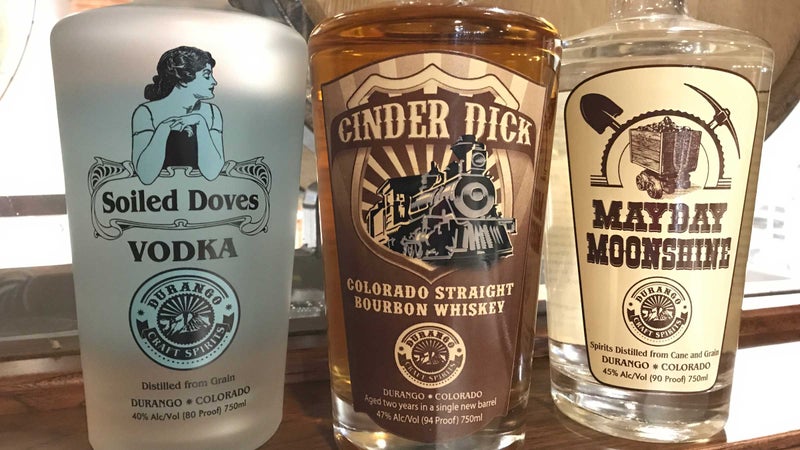 Soiled Doves
VODKA
DURANGO
CRAFT SPIRITS
Distilled from Grain
DURANGO * COLORADO
40% Alc/Vol (80 Proof) 750ml
CINDER DICK
COLORADO STRAIGHT
BOURBON WHISKEY
DURANGO
CRAFT SPIRITS
DURANGO * COLORADO
Aged two years in a single new barrel
47% Alc/Vol (94 Proof) 750ml
MAYDAY
MOONSHINE
DURANGO
CRAFT SPIRITS
Spirits Distilled from Cane and Grain
DURANGO * COLORADO
45% Alc/Vol (90 Proof) 750ml